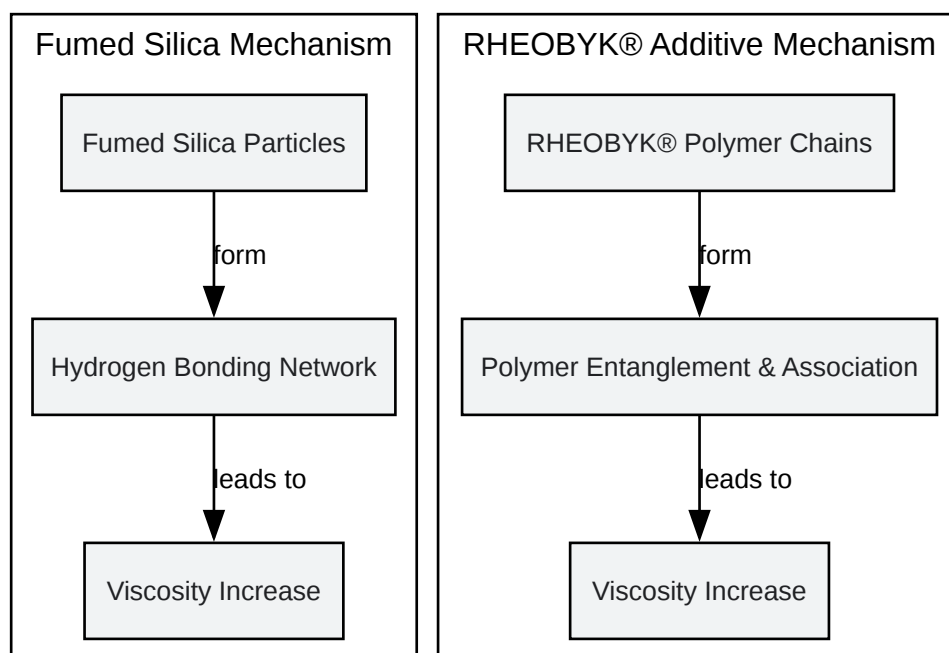 Fumed Silica Mechanism
Fumed Silica Particles
form
Hydrogen Bonding Network
leads to
Viscosity Increase
RHEOBYK® Additive Mechanism
RHEOBYK® Polymer Chains
form
Polymer Entanglement & Association
leads to
Viscosity Increase